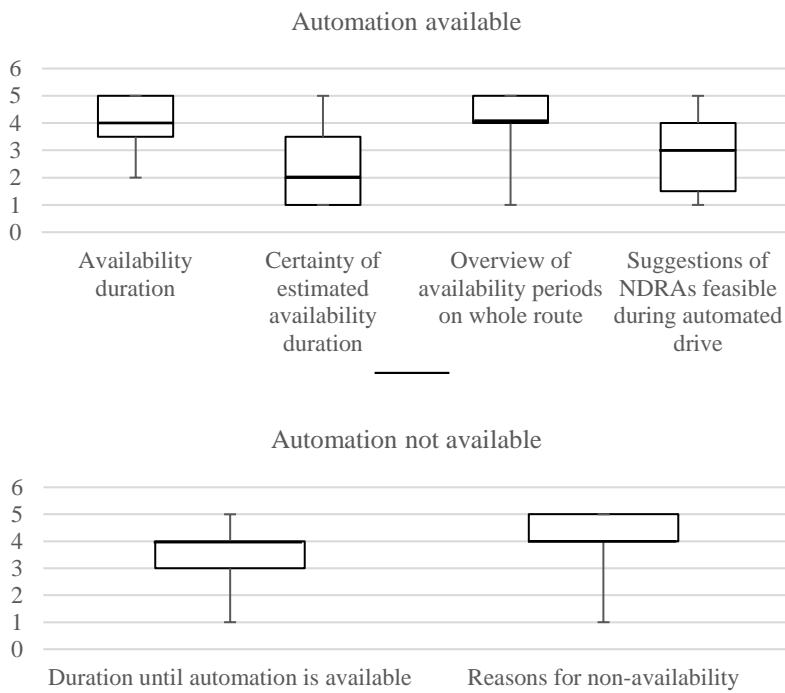 Automation available
6
5
4
3
2
1
0
Availability
duration
Certainty of
estimated
availability
duration
Overview of
availability periods
on whole route
Suggestions of
NDRAs feasible
during automated
drive
Automation not available
6
5
4
3
2
1
0
Duration until automation is available
Reasons for non-availability